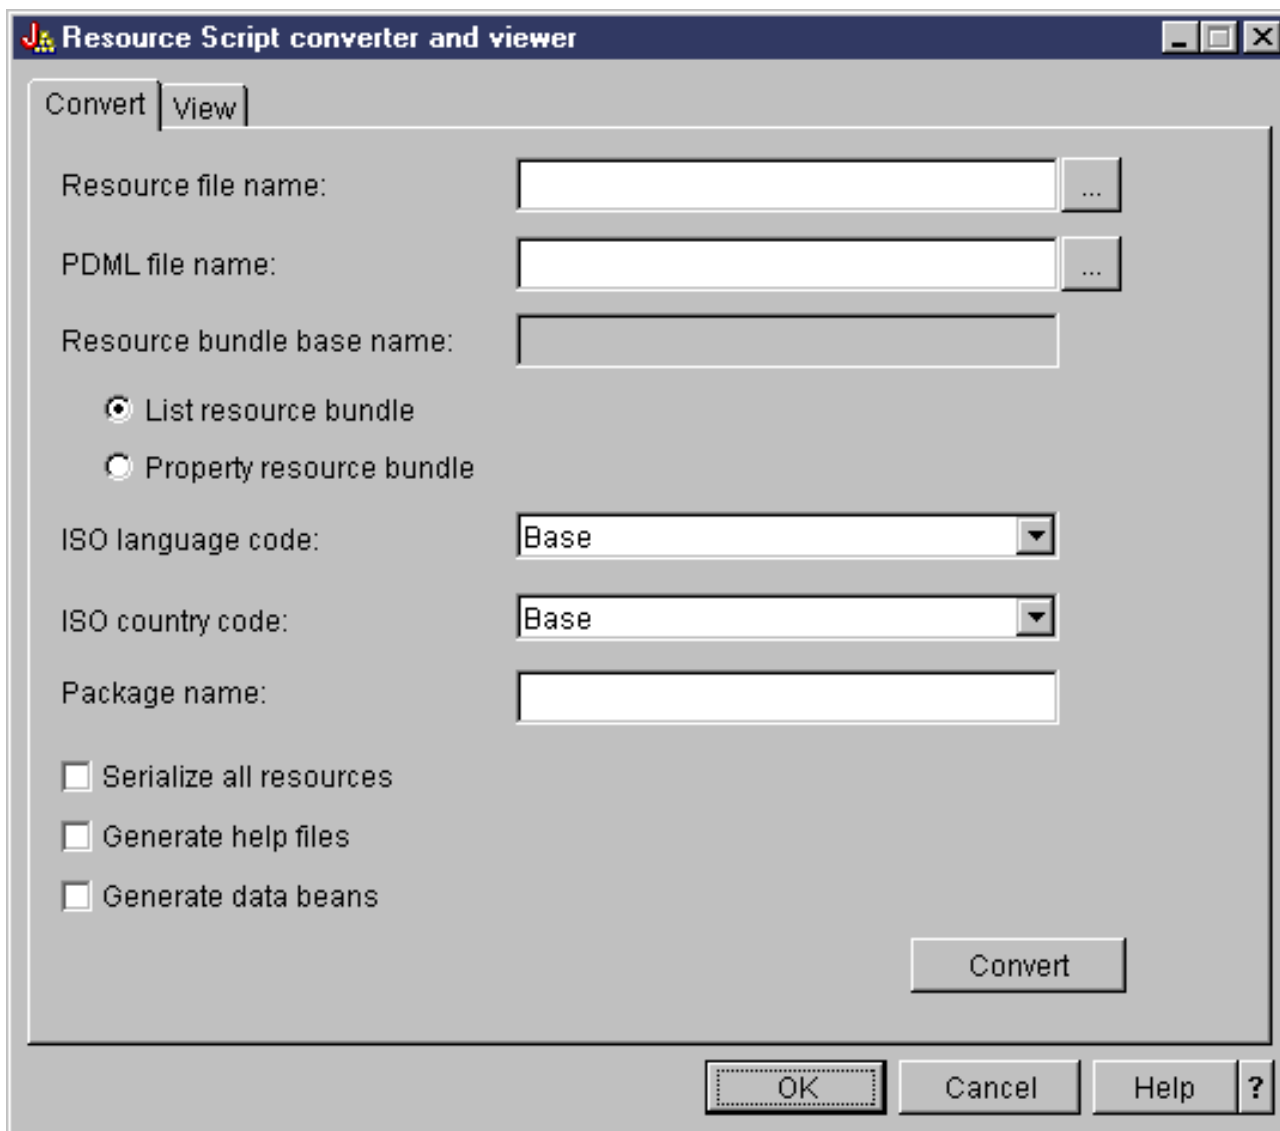 Resource Script converter and viewer
Convert View
Resource file name: ...
PDML file name: ...
Resource bundle base name:
List resource bundle
Property resource bundle
ISO language code: Base
ISO country code: Base
Package name:
Serialize all resources
Generate help files
Generate data beans
Convert
OK Cancel Help ?